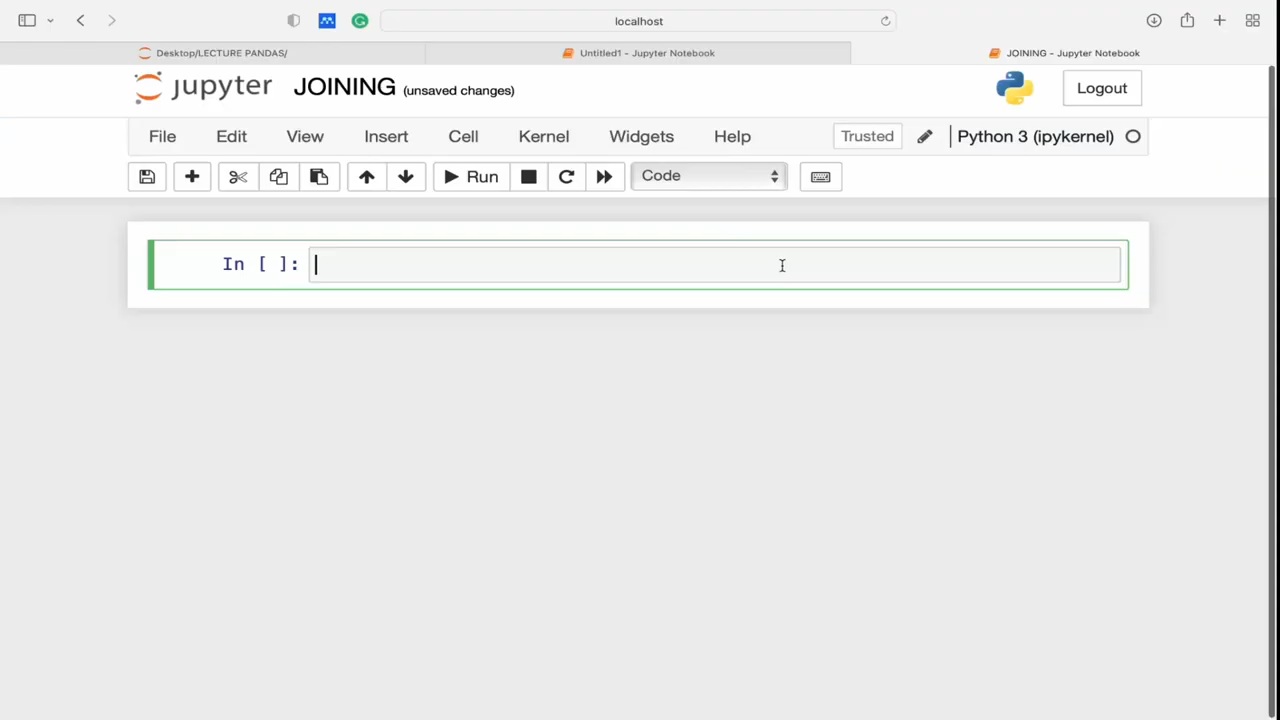 localhost
Desktop/LECTURE PANDAS/
Untitled1 - Jupyter Notebook
JOINING - Jupyter Notebook
jupyter JOINING (unsaved changes)
Logout
File Edit View Insert Cell Kernel Widgets Help
Trusted
Python 3 (ipykernel)
Run
Code
In [ ]: